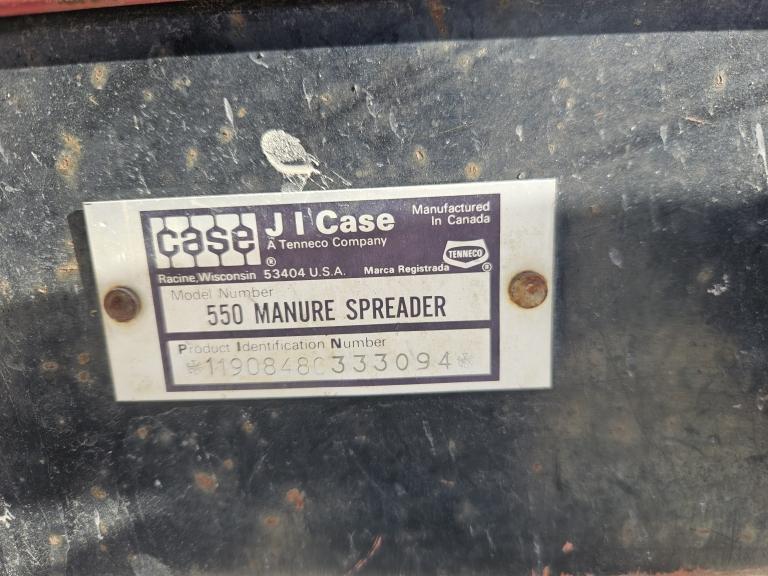 case
J I Case
A Tenneco Company
Manufactured
In Canada
TENNECO
®
®
Racine, Wisconsin 53404 U.S.A.
Marca Registrada
Model Number
550 MANURE SPREADER
Product Identification Number